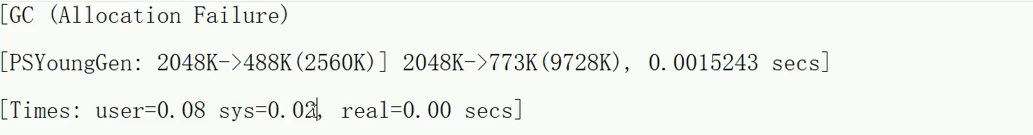 [GC (Allocation Failure)
[PSYoungGen: 2048K->488K(2560K)] 2048K->773K(9728K), 0.0015243 secs]
[Times: user=0.08 sys=0.02, real=0.00 secs]